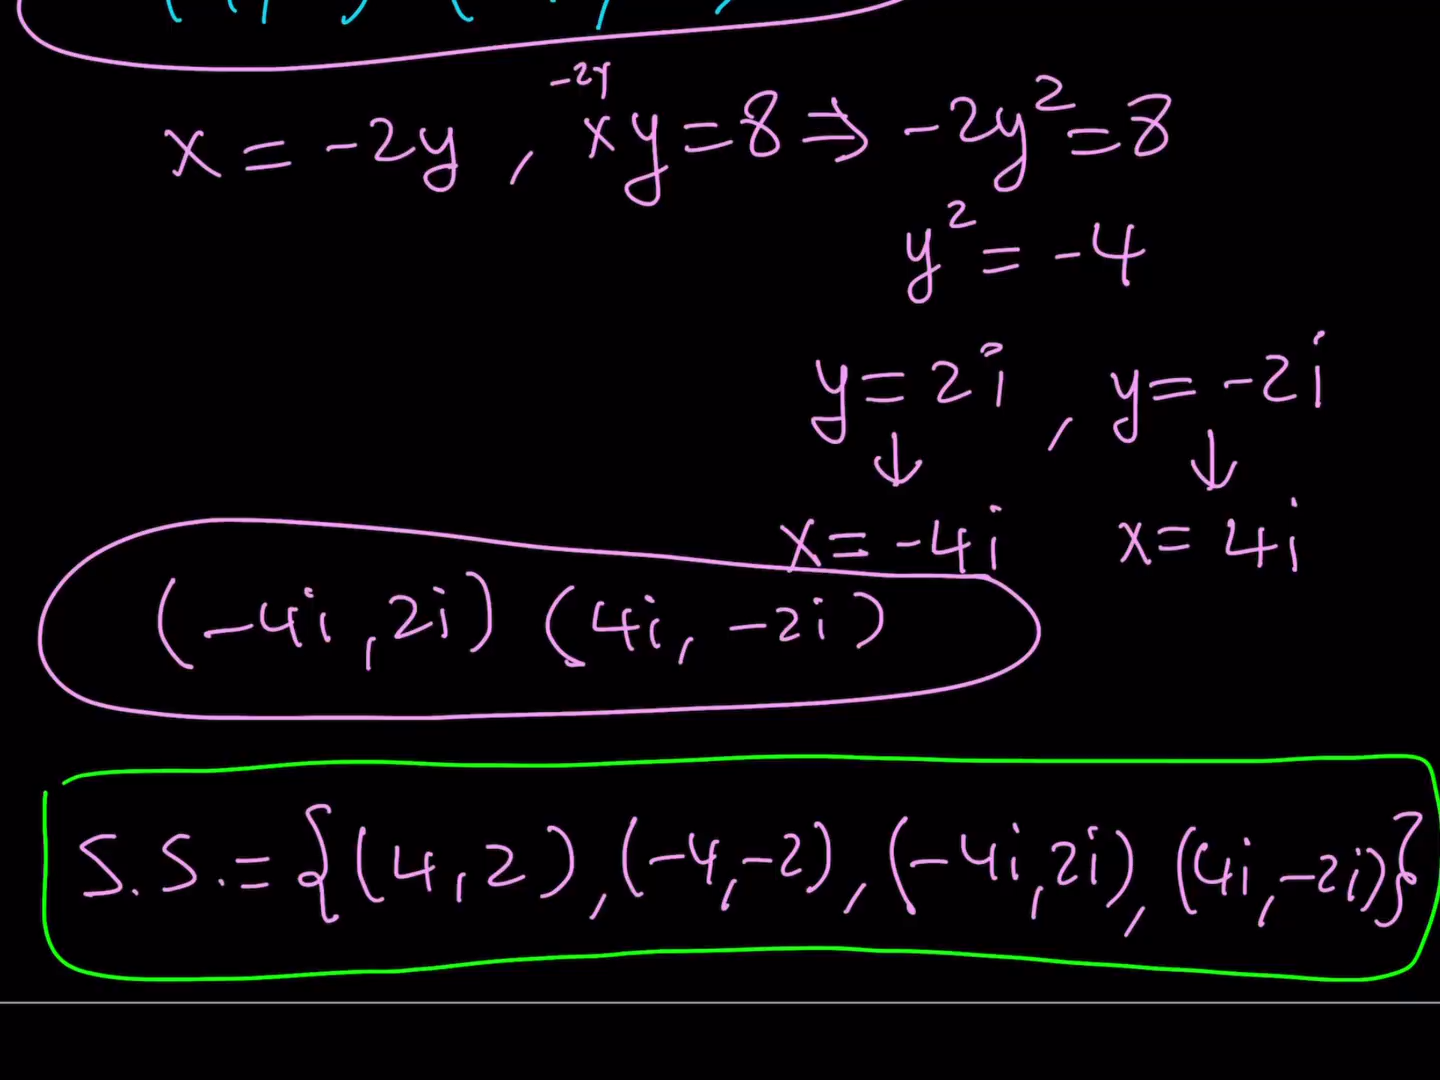 -2y
x = -2y , xy = 8 ⇒ -2y² = 8
y² = -4
y = 2i , y = -2i
↓ ↓
x = -4i x = 4i
(-4i, 2i) (4i, -2i)
S.S. = {(4, 2), (-4, -2), (-4i, 2i), (4i, -2i)}